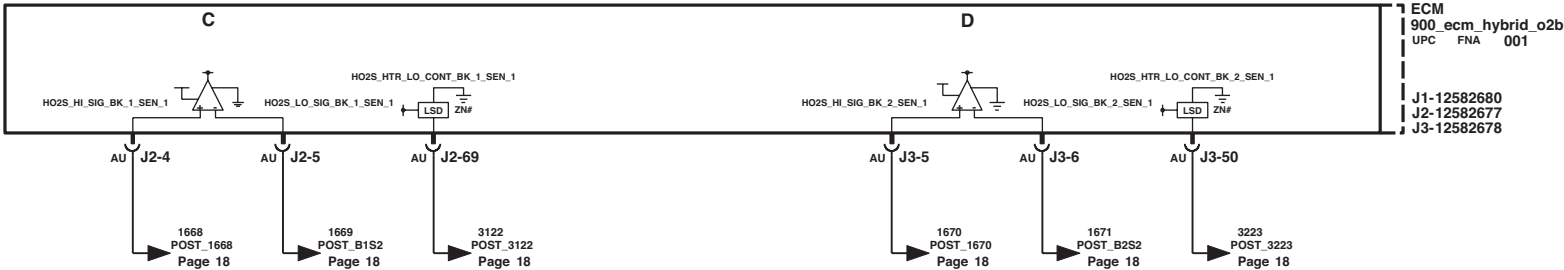 C
D
ECM
900_ecm_hybrid_o2b
UPC FNA 001
HO2S_HTR_LO_CONT_BK_1_SEN_1
HO2S_HTR_LO_CONT_BK_2_SEN_1
HO2S_HI_SIG_BK_1_SEN_1
HO2S_LO_SIG_BK_1_SEN_1
LSD
ZN#
HO2S_HI_SIG_BK_2_SEN_1
HO2S_LO_SIG_BK_2_SEN_1
LSD
ZN#
+ -
+ -
J1-12582680
J2-12582677
J3-12582678
AU J2-4
AU J2-5
AU J2-69
AU J3-5
AU J3-6
AU J3-50
1668
POST_1668
Page 18
1669
POST_B1S2
Page 18
3122
POST_3122
Page 18
1670
POST_1670
Page 18
1671
POST_B2S2
Page 18
3223
POST_3223
Page 18